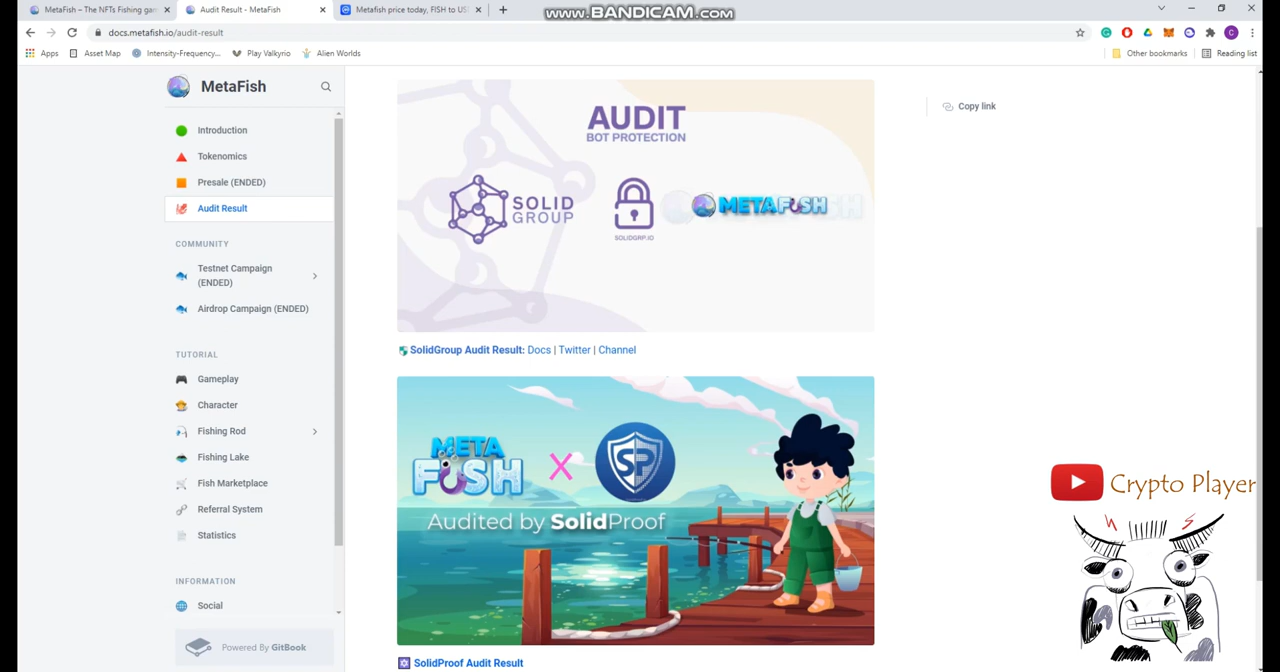 www.BANDICAM.com
MetaFish – The NFTs Fishing gam
Audit Result - MetaFish
Metafish price today, FISH to US
docs.metafish.io/audit-result
Apps
Asset Map
Intensity-Frequency...
Play Valkyrio
Alien Worlds
Other bookmarks
Reading list
MetaFish
Introduction
Tokenomics
Presale (ENDED)
Audit Result
COMMUNITY
Testnet Campaign
(ENDED)
Airdrop Campaign (ENDED)
TUTORIAL
Gameplay
Character
Fishing Rod
Fishing Lake
Fish Marketplace
Referral System
Statistics
INFORMATION
Social
Powered By GitBook
AUDIT
BOT PROTECTION
SOLID
GROUP
SOLIDGRP.IO
METAFISH
SolidGroup Audit Result: Docs | Twitter | Channel
META
FISH
X
SP
Audited by SolidProof
SolidProof Audit Result
Copy link
Crypto Player